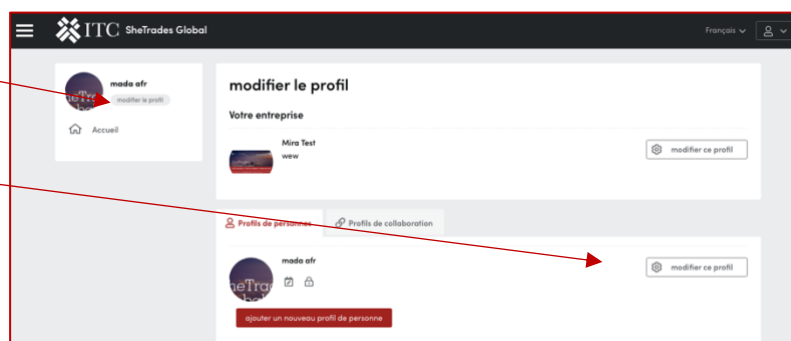 ITC SheTrades Global
Français
mada afr
modifier le profil
Accueil
modifier le profil
Votre entreprise
Mira Test
wew
modifier ce profil
Profils de personnes
Profils de collaboration
mada afr
modifier ce profil
ajouter un nouveau profil de personne